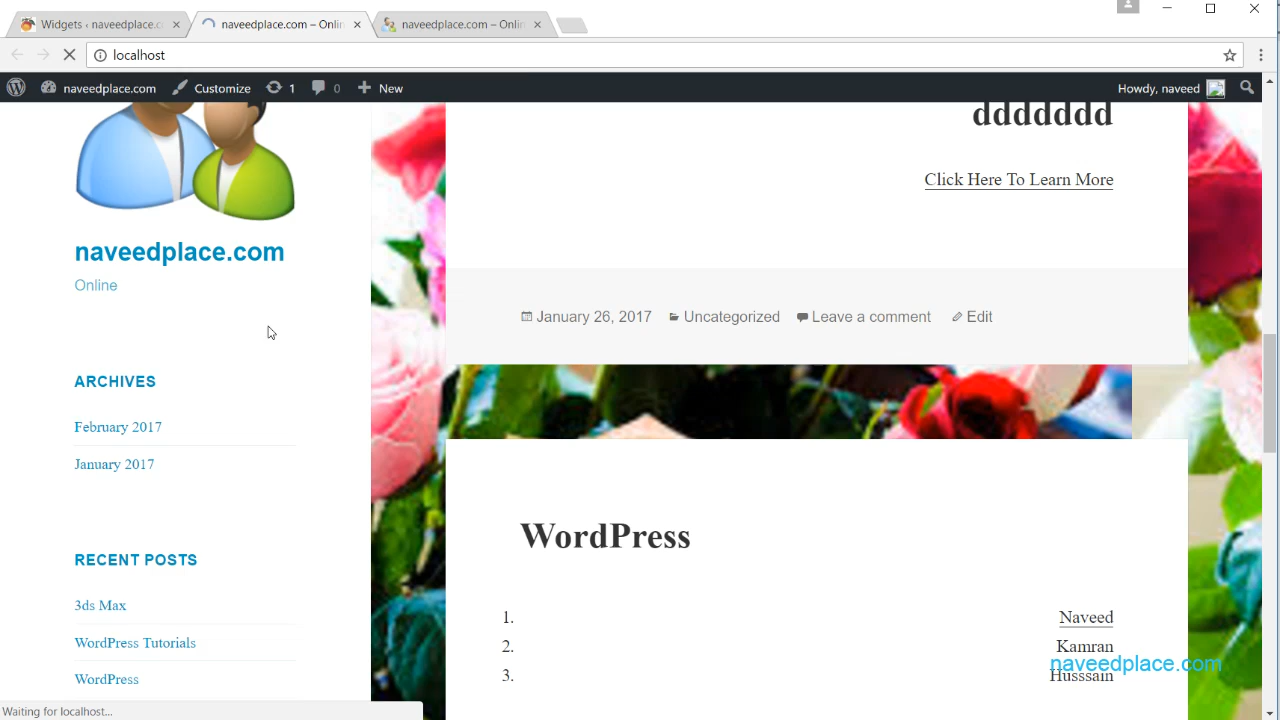 Widgets ‹ naveedplace.c
naveedplace.com – Onlin
naveedplace.com – Onlin
localhost
naveedplace.com
Customize
1
0
New
Howdy, naveed
ddddddd
Click Here To Learn More
naveedplace.com
Online
January 26, 2017
Uncategorized
Leave a comment
Edit
ARCHIVES
February 2017
January 2017
WordPress
RECENT POSTS
3ds Max
WordPress Tutorials
WordPress
1. Naveed
2. Kamran
3. Husssain
naveedplace.com
Waiting for localhost...